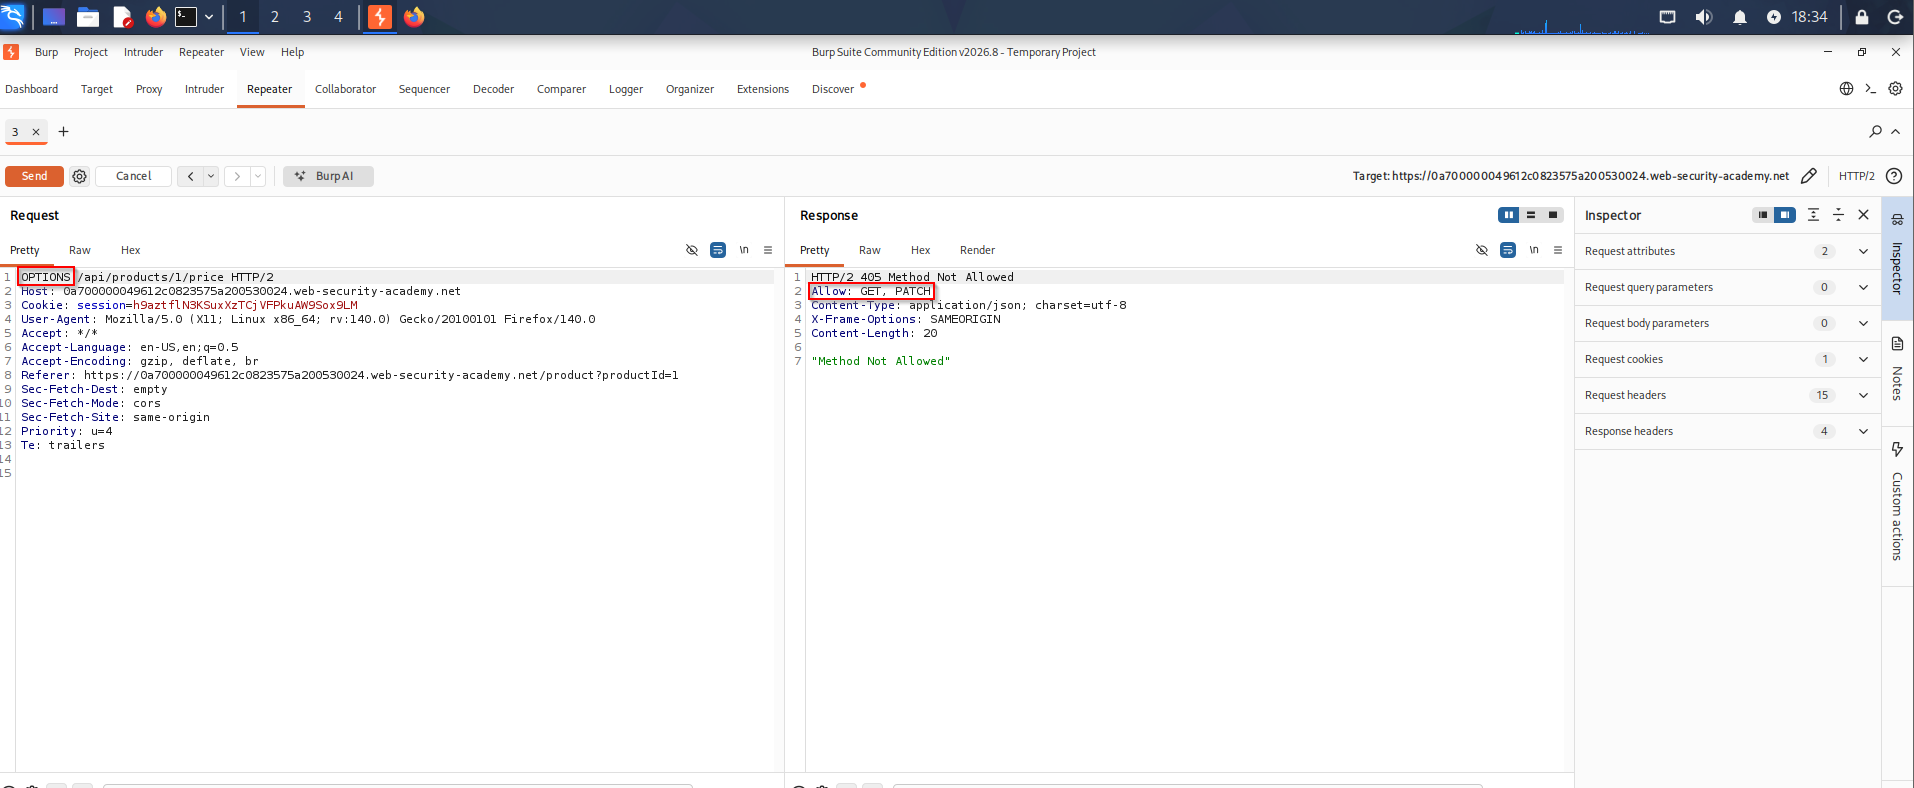 1 2 3 4 18:34
Burp Project Intruder Repeater View Help Burp Suite Community Edition v2026.8 - Temporary Project
Dashboard Target Proxy Intruder Repeater Collaborator Sequencer Decoder Comparer Logger Organizer Extensions Discover
3
Send Cancel Burp AI Target: https://0a700000049612c0823575a200530024.web-security-academy.net HTTP/2
Request
Pretty Raw Hex \n
1 OPTIONS /api/products/1/price HTTP/2
2 Host: 0a700000049612c0823575a200530024.web-security-academy.net
3 Cookie: session=h9aztflN3KSuxXzTCjVFPkuAW9Sox9LM
4 User-Agent: Mozilla/5.0 (X11; Linux x86_64; rv:140.0) Gecko/20100101 Firefox/140.0
5 Accept: */*
6 Accept-Language: en-US,en;q=0.5
7 Accept-Encoding: gzip, deflate, br
8 Referer: https://0a700000049612c0823575a200530024.web-security-academy.net/product?productId=1
9 Sec-Fetch-Dest: empty
10 Sec-Fetch-Mode: cors
11 Sec-Fetch-Site: same-origin
12 Priority: u=4
13 Te: trailers
14
15
Response
Pretty Raw Hex Render \n
1 HTTP/2 405 Method Not Allowed
2 Allow: GET, PATCH
3 Content-Type: application/json; charset=utf-8
4 X-Frame-Options: SAMEORIGIN
5 Content-Length: 20
6
7 "Method Not Allowed"
Inspector
Request attributes 2
Request query parameters 0
Request body parameters 0
Request cookies 1
Request headers 15
Response headers 4
Inspector
Notes
Custom actions